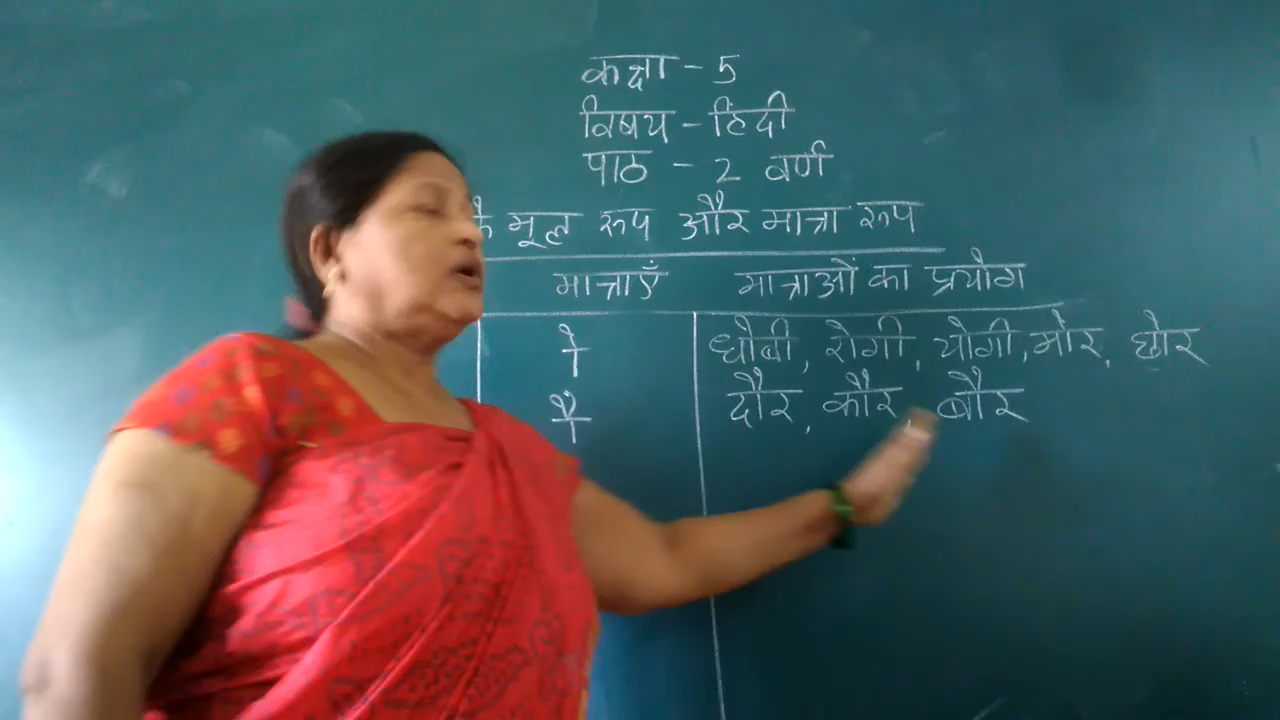 कक्षा - 5
विषय - हिंदी
पाठ - 2 वर्ण
के मूल रूप और मात्रा रूप
मात्राएँ मात्राओं का प्रयोग
ो धोबी, रोगी, योगी, मोर, छोर
ौ दौर, कौर, बौर